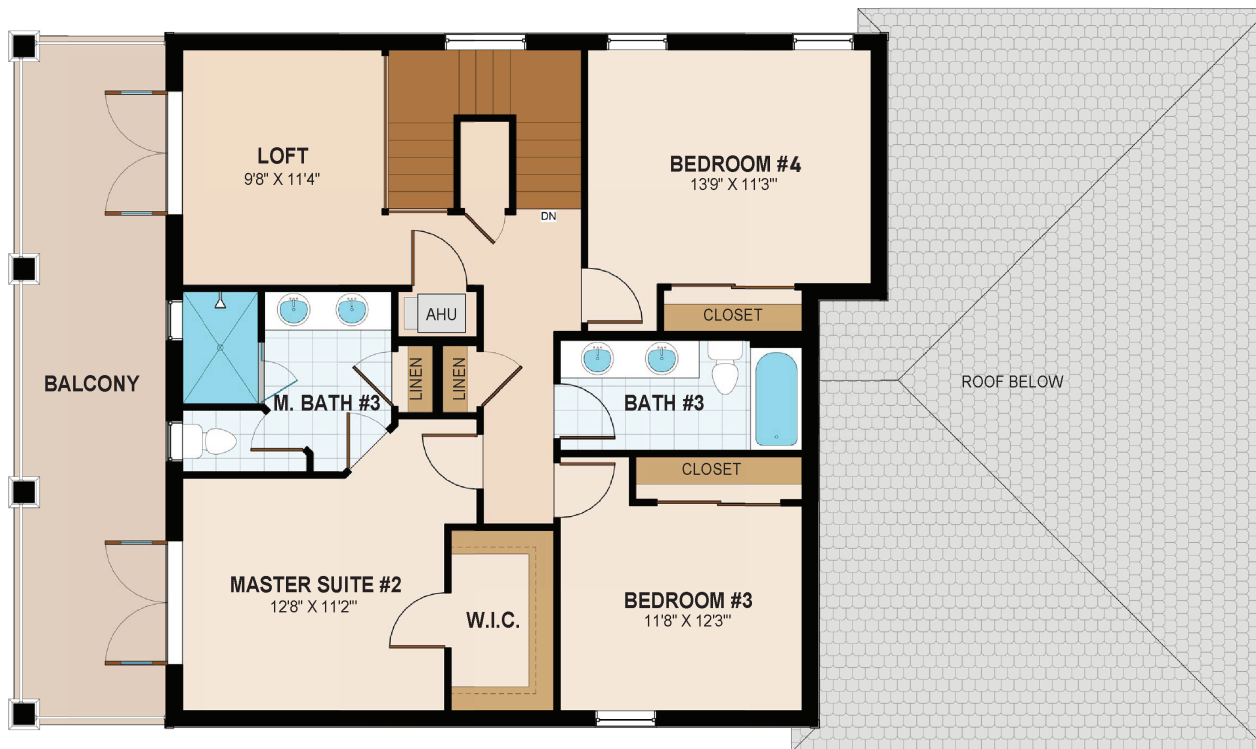 LOFT
9'8" X 11'4"
BEDROOM #4
13'9" X 11'3'"
DN
AHU
CLOSET
BALCONY
LINEN
LINEN
M. BATH #3
BATH #3
ROOF BELOW
CLOSET
MASTER SUITE #2
12'8" X 11'2'"
W.I.C.
BEDROOM #3
11'8" X 12'3'"